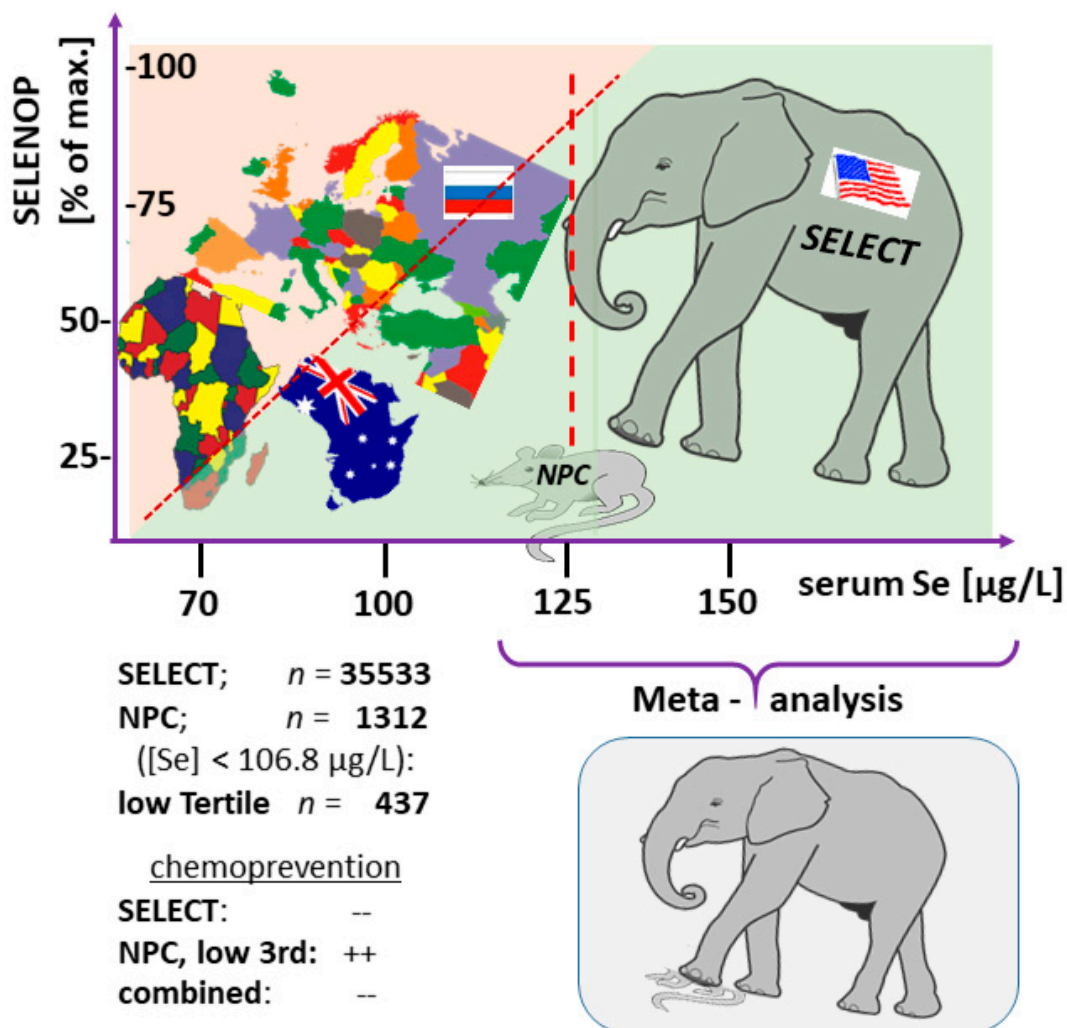 SELENOP
[% of max.]
-100
-75
50-
25-
SELECT
NPC
70
100
125
150
serum Se [µg/L]
SELECT; n = 35533
NPC; n = 1312
([Se] < 106.8 µg/L):
low Tertile n = 437
chemoprevention
SELECT: --
NPC, low 3rd: ++
combined: --
Meta - analysis